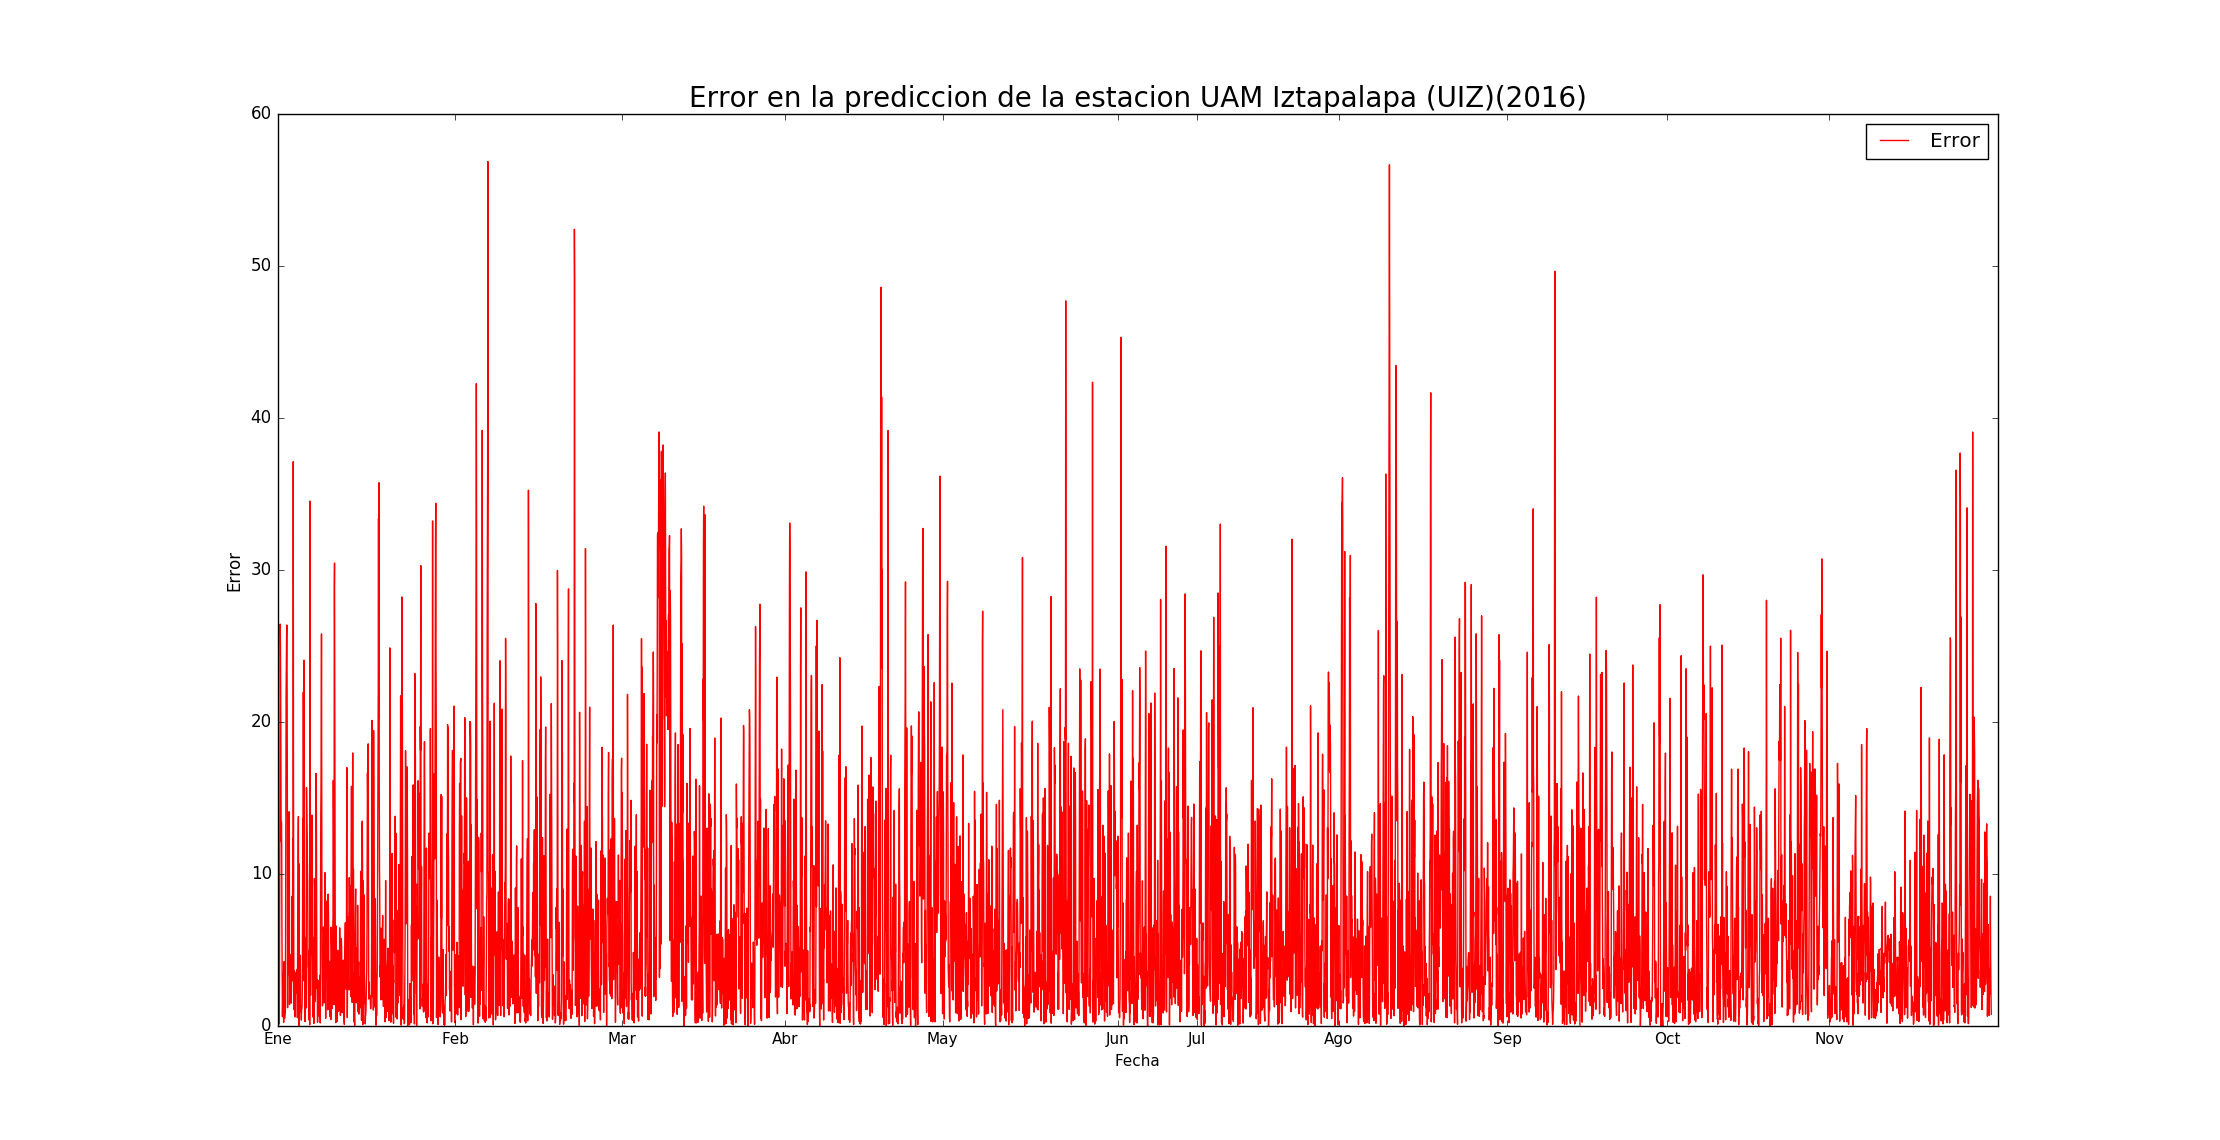 Error en la prediccion de la estacion UAM Iztapalapa (UIZ)(2016)
Error
60
50
40
30
20
10
0
Error
Ene Feb Mar Abr May Jun Jul Ago Sep Oct Nov
Fecha